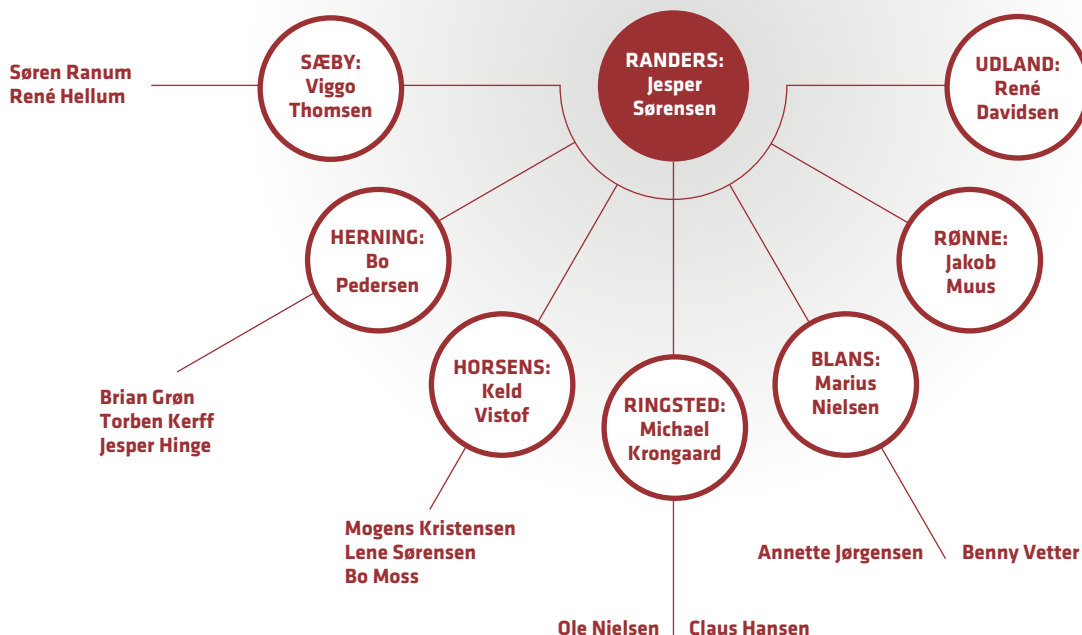 Søren Ranum
René Hellum
SÆBY:
Viggo
Thomsen
RANDERS:
Jesper
Sørensen
UDLAND:
René
Davidsen
HERNING:
Bo
Pedersen
RØNNE:
Jakob
Muus
Brian Grøn
Torben Kerff
Jesper Hinge
HORSENS:
Keld
Vistof
RINGSTED:
Michael
Krongaard
BLANS:
Marius
Nielsen
Mogens Kristensen
Lene Sørensen
Bo Moss
Annette Jørgensen
Benny Vetter
Ole Nielsen
Claus Hansen